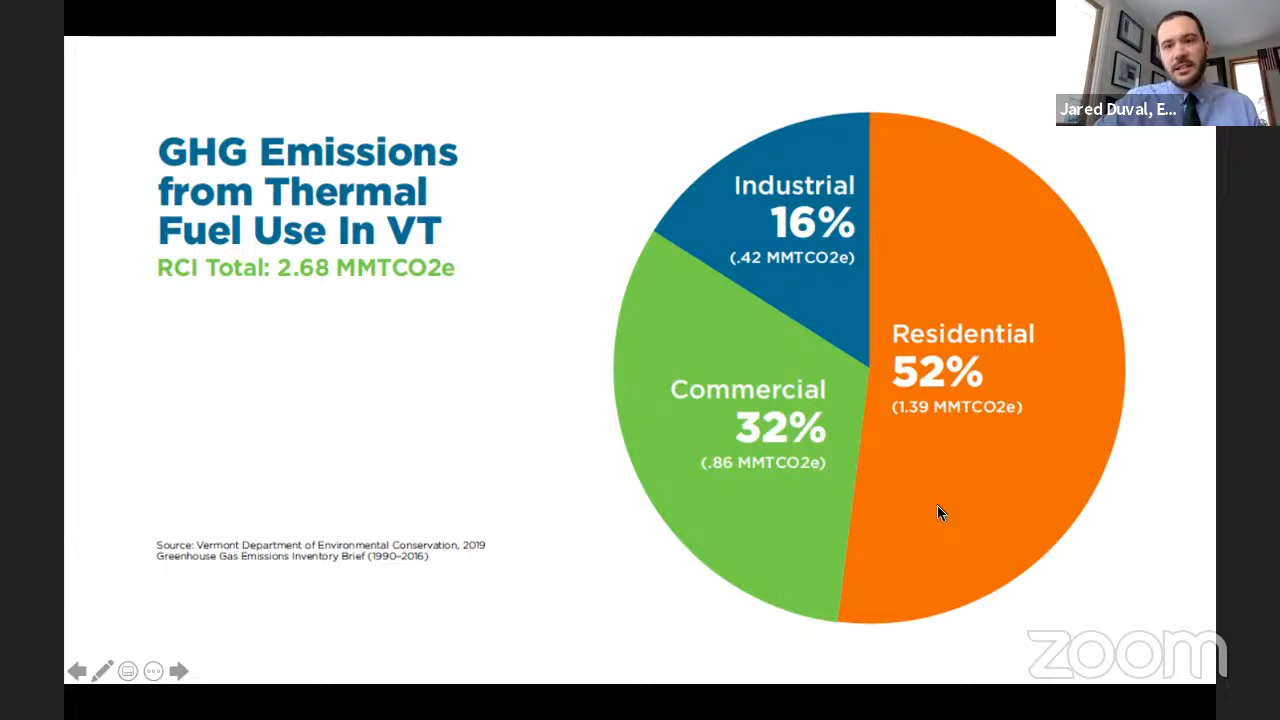 Jared Duval, E...
GHG Emissions
from Thermal
Fuel Use In VT
RCI Total: 2.68 MMTCO2e
Industrial
16%
(.42 MMTCO2e)
Residential
52%
(1.39 MMTCO2e)
Commercial
32%
(.86 MMTCO2e)
Source: Vermont Department of Environmental Conservation, 2019
Greenhouse Gas Emissions Inventory Brief (1990–2016)
zoom